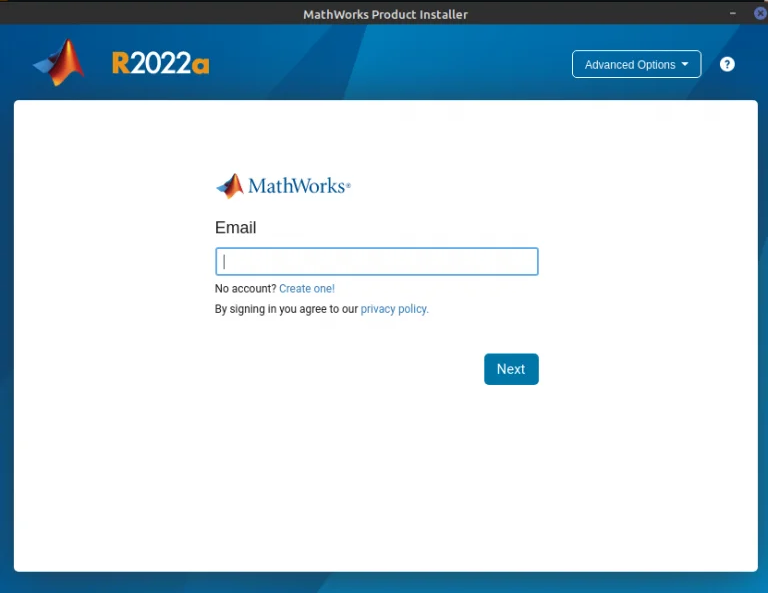 MathWorks Product Installer
R2022a
Advanced Options
?
MathWorks®
Email
No account? Create one!
By signing in you agree to our privacy policy.
Next